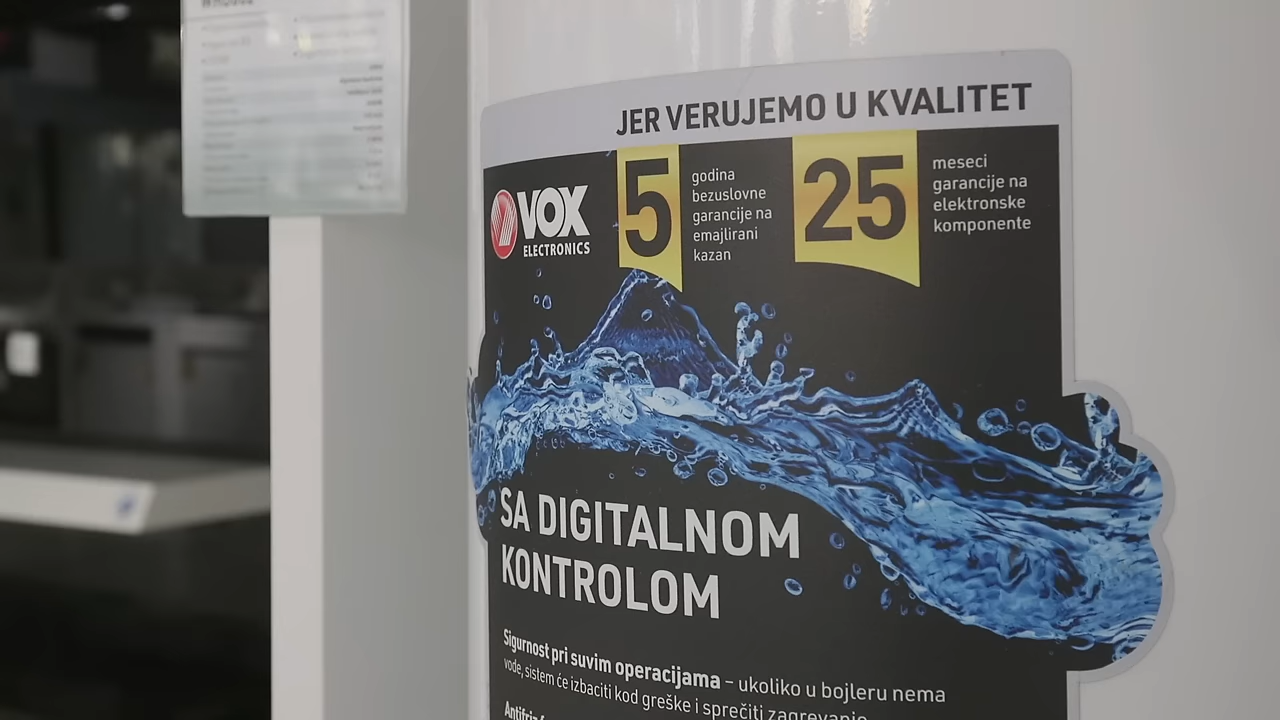 JER VERUJEMO U KVALITET
VOX
ELECTRONICS
5
godina
bezuslovne
garancije na
emajlirani
kazan
25
meseci
garancije na
elektronske
komponente
SA DIGITALNOM
KONTROLOM
Sigurnost pri suvim operacijama – ukoliko u bojleru nema
vode, sistem će izbaciti kod greške i sprečiti zagrevanje
Antifriz